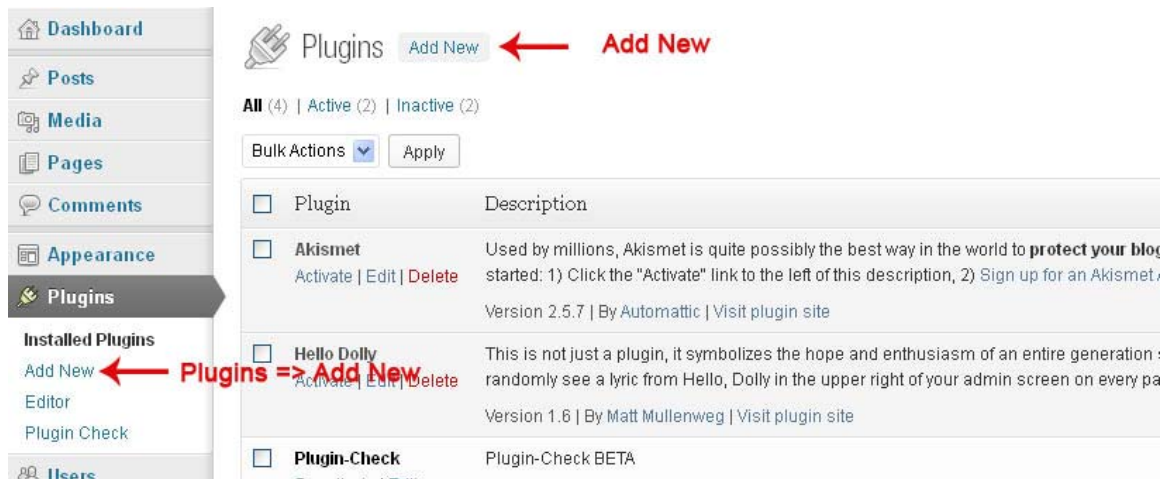 Dashboard
Posts
Media
Pages
Comments
Appearance
Plugins
Installed Plugins
Add New
Plugins => Add New
Editor
Plugin Check
Users
Plugins Add New
Add New
All (4) | Active (2) | Inactive (2)
Bulk Actions Apply
Plugin Description
Akismet
Activate | Edit | Delete
Used by millions, Akismet is quite possibly the best way in the world to protect your blog
started: 1) Click the "Activate" link to the left of this description, 2) Sign up for an Akismet
Version 2.5.7 | By Automattic | Visit plugin site
Hello Dolly
Activate | Edit | Delete
This is not just a plugin, it symbolizes the hope and enthusiasm of an entire generation
randomly see a lyric from Hello, Dolly in the upper right of your admin screen on every
Version 1.6 | By Matt Mullenweg | Visit plugin site
Plugin-Check
Plugin-Check BETA